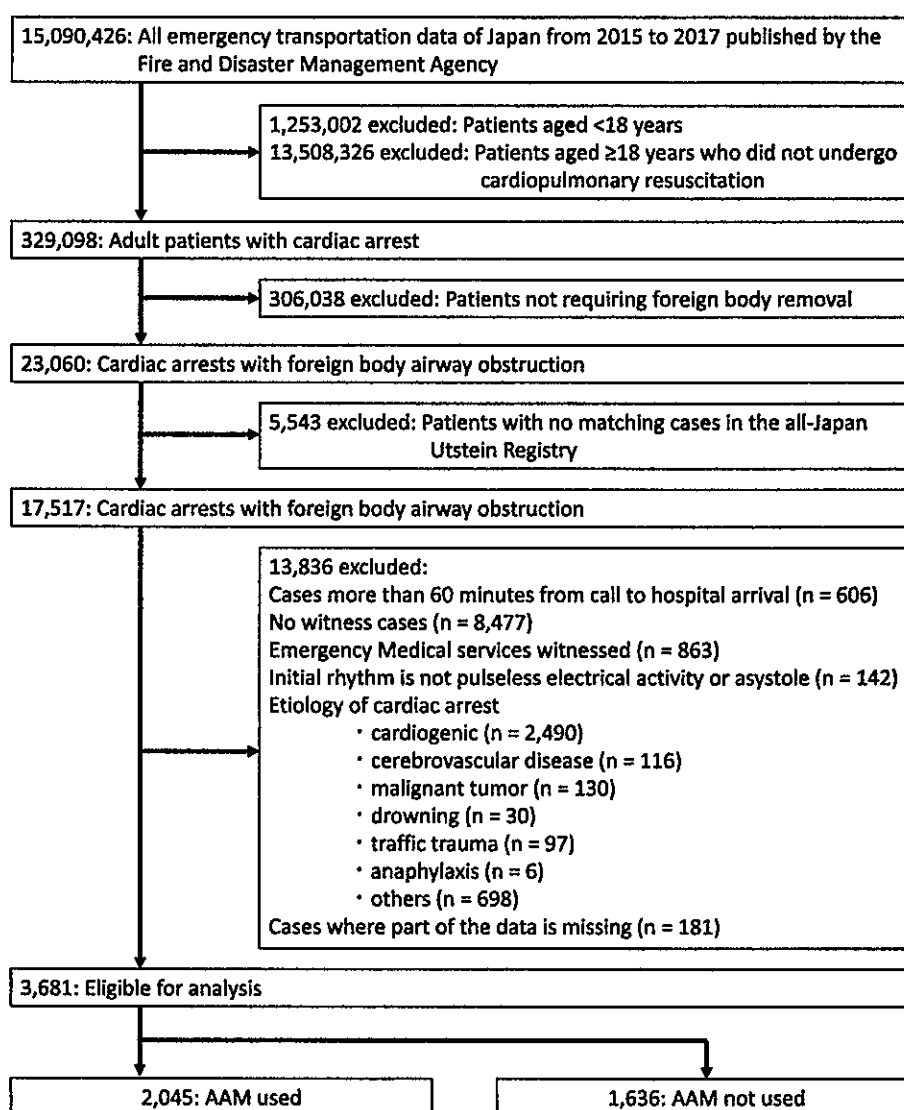 15,090,426: All emergency transportation data of Japan from 2015 to 2017 published by the
Fire and Disaster Management Agency
1,253,002 excluded: Patients aged <18 years
13,508,326 excluded: Patients aged ≥18 years who did not undergo
cardiopulmonary resuscitation
329,098: Adult patients with cardiac arrest
306,038 excluded: Patients not requiring foreign body removal
23,060: Cardiac arrests with foreign body airway obstruction
5,543 excluded: Patients with no matching cases in the all-Japan
Utstein Registry
17,517: Cardiac arrests with foreign body airway obstruction
13,836 excluded:
Cases more than 60 minutes from call to hospital arrival (n = 606)
No witness cases (n = 8,477)
Emergency Medical services witnessed (n = 863)
Initial rhythm is not pulseless electrical activity or asystole (n = 142)
Etiology of cardiac arrest
・cardiogenic (n = 2,490)
・cerebrovascular disease (n = 116)
・malignant tumor (n = 130)
・drowning (n = 30)
・traffic trauma (n = 97)
・anaphylaxis (n = 6)
・others (n = 698)
Cases where part of the data is missing (n = 181)
3,681: Eligible for analysis
2,045: AAM used
1,636: AAM not used